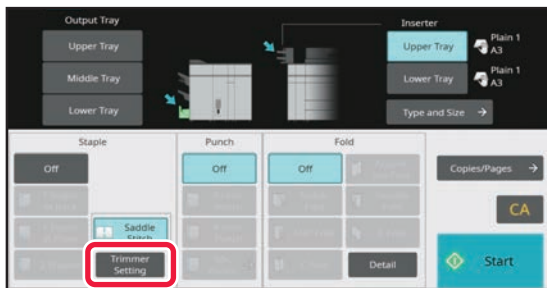 Output Tray
Upper Tray
Middle Tray
Lower Tray
Inserter
Upper Tray
Plain 1
A3
Lower Tray
Plain 1
A3
Type and Size
Staple
Off
Saddle
Stitch
Trimmer
Setting
Punch
Off
Fold
Off
Detail
Copies/Pages
CA
Start